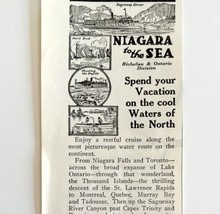 NIAGARA
to the SEA
Richelieu & Ontario
Division
Spend your
Vacation
on the cool
Waters of
the North
Enjoy a restful cruise along the
most picturesque water route on the
continent.
From Niagara Falls and Toronto—
across the broad expanse of Lake
Ontario—through that wonderland,
the Thousand Islands—the thrilling
descent of the St. Lawrence Rapids
to Montreal, Quebec, Murray Bay
and Tadousac. Then up the Saguenay
River Canyon past Capes Trinity and